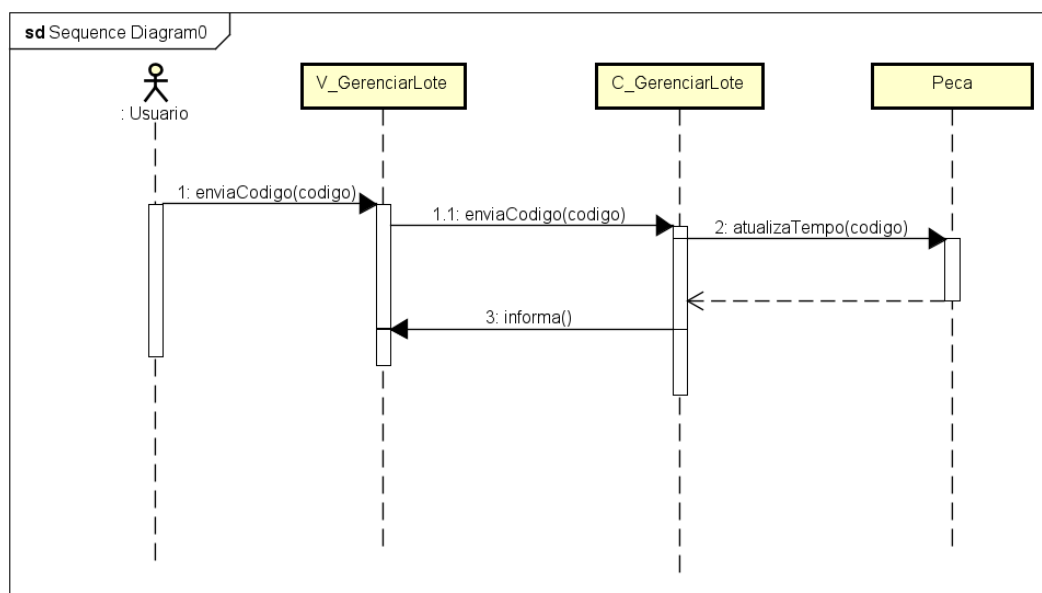 sd Sequence Diagram0
: Usuario
V_GerenciarLote
C_GerenciarLote
Peca
1: enviaCodigo(codigo)
1.1: enviaCodigo(codigo)
2: atualizaTempo(codigo)
3: informa()